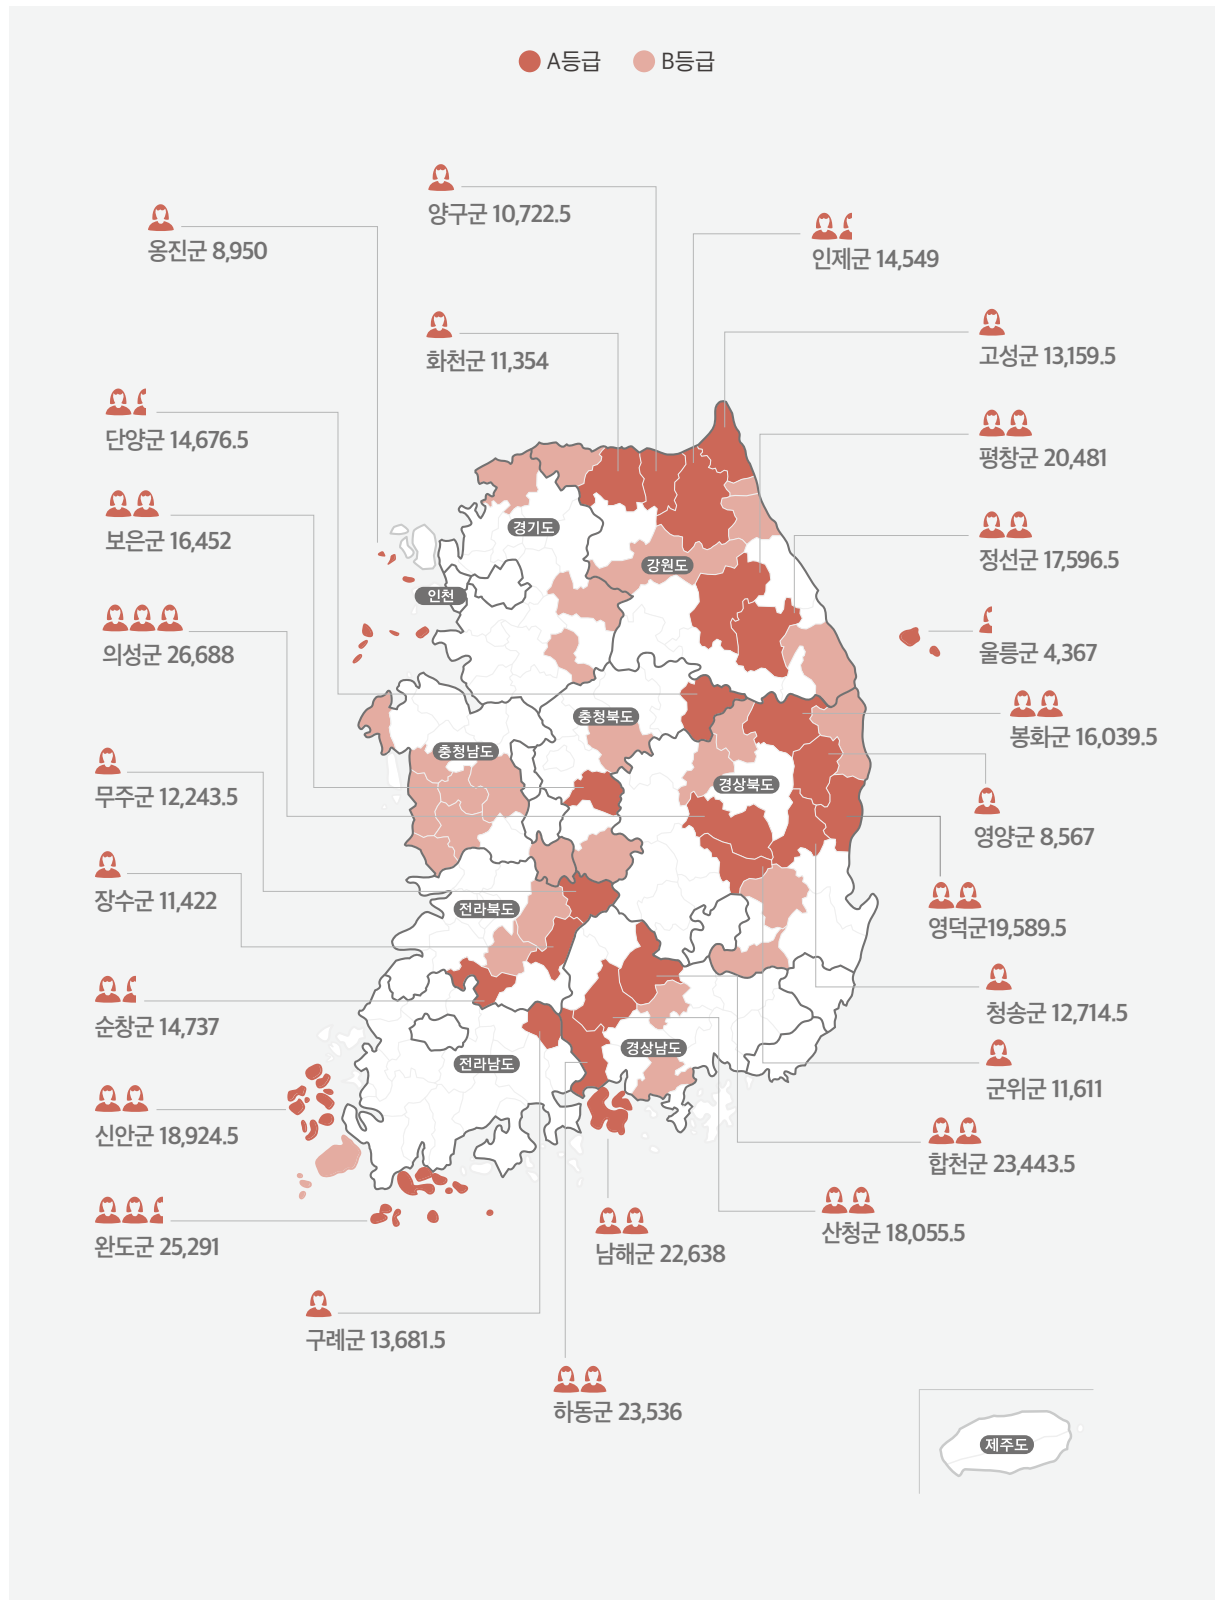 A등급 B등급
양구군 10,722.5
옹진군 8,950
인제군 14,549
화천군 11,354
고성군 13,159.5
단양군 14,676.5
평창군 20,481
보은군 16,452
경기도
정선군 17,596.5
강원도
인천
의성군 26,688
울릉군 4,367
충청북도
봉화군 16,039.5
충청남도
무주군 12,243.5
경상북도
영양군 8,567
장수군 11,422
전라북도
영덕군19,589.5
순창군 14,737
청송군 12,714.5
전라남도
경상남도
군위군 11,611
신안군 18,924.5
합천군 23,443.5
완도군 25,291
남해군 22,638
산청군 18,055.5
구례군 13,681.5
하동군 23,536
제주도